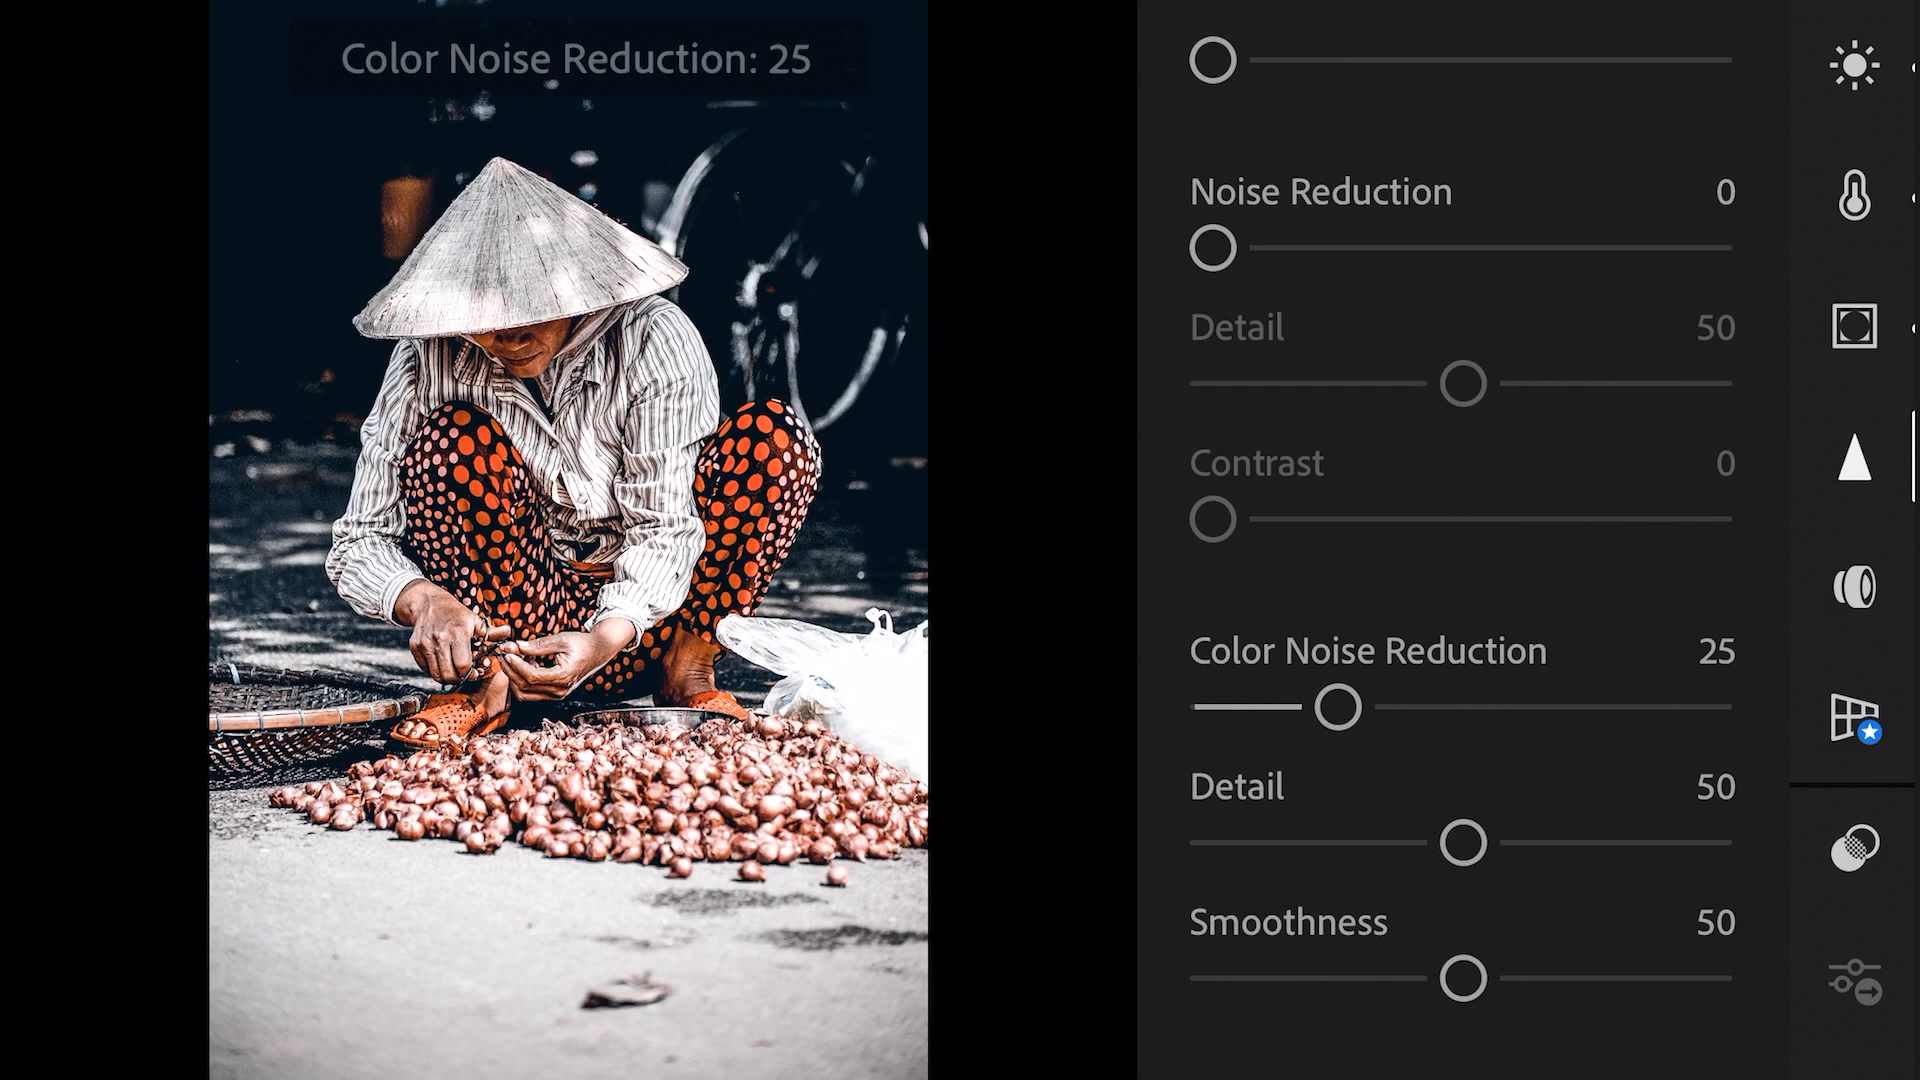 Color Noise Reduction: 25
Noise Reduction 0
Detail 50
Contrast 0
Color Noise Reduction 25
Detail 50
Smoothness 50